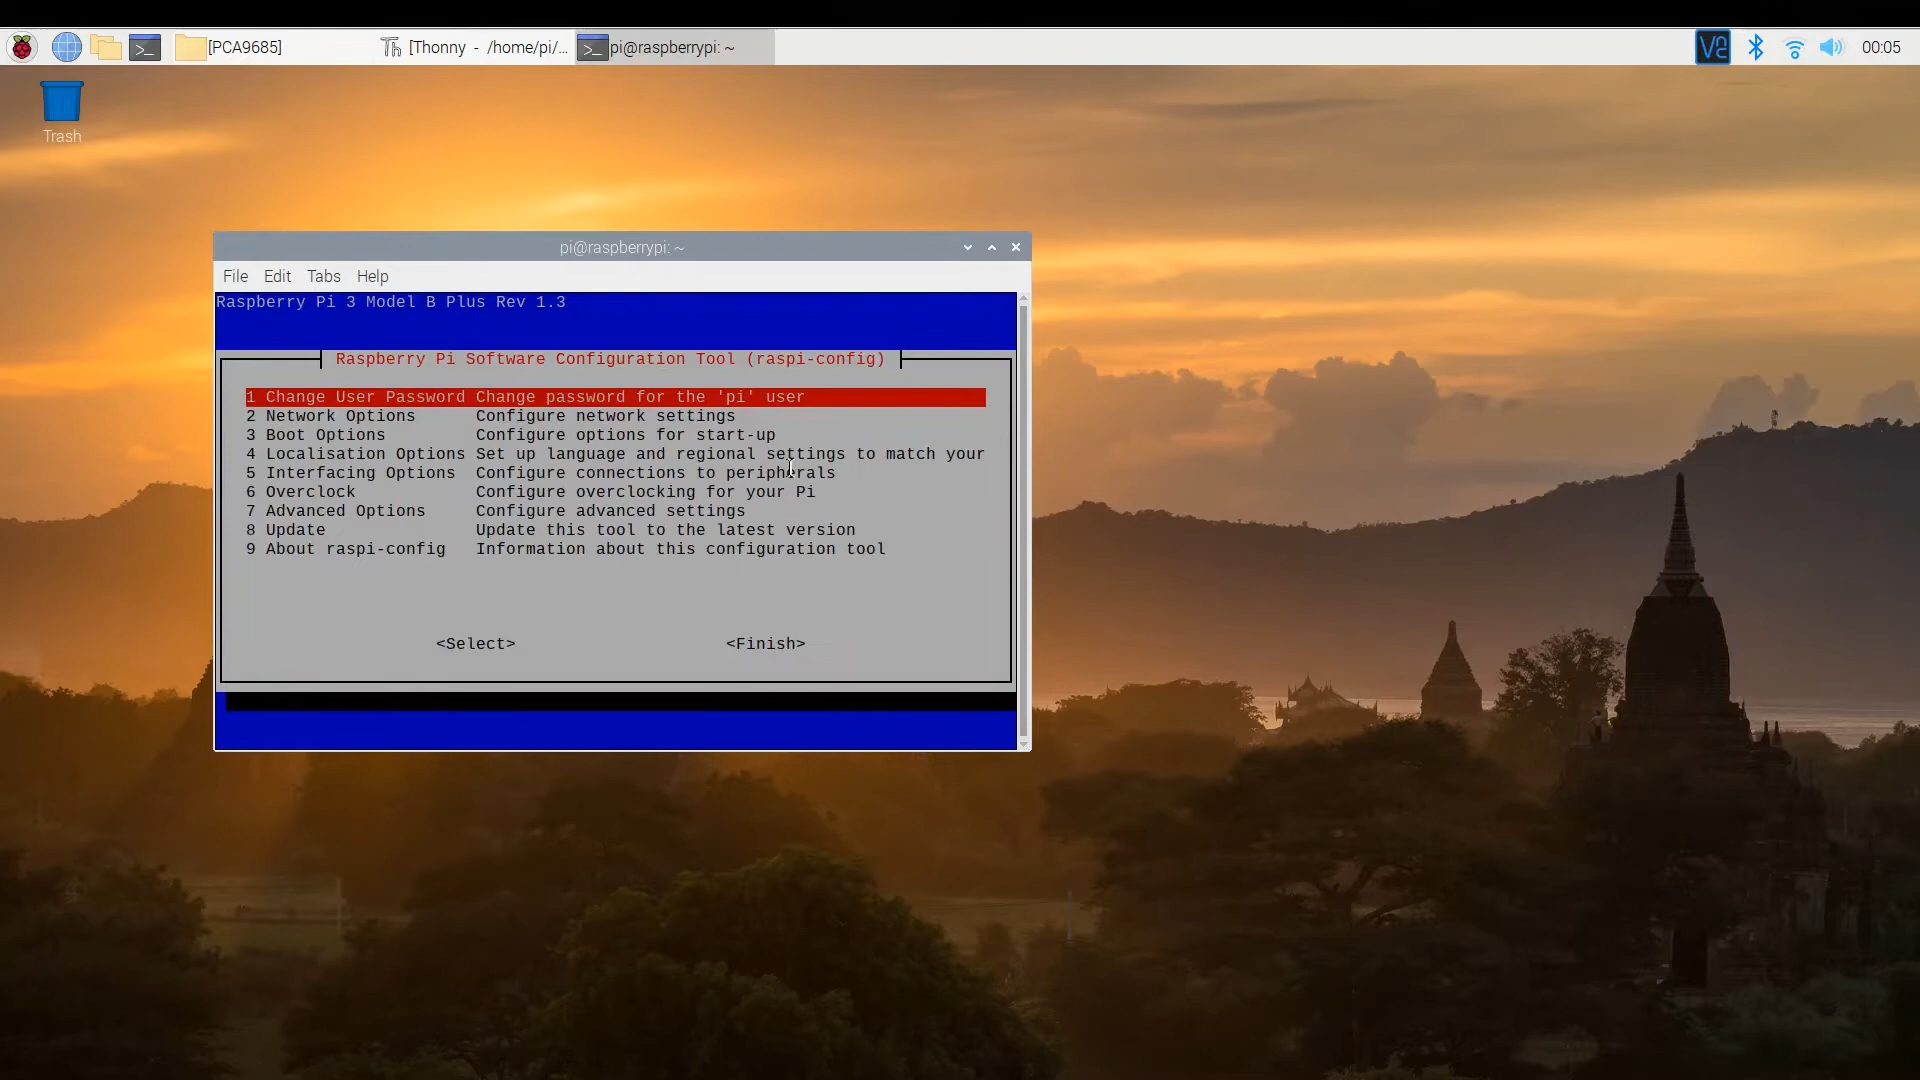 [PCA9685]
[Thonny - /home/pi/...
pi@raspberrypi: ~
V2
00:05
Trash
pi@raspberrypi: ~
File Edit Tabs Help
Raspberry Pi 3 Model B Plus Rev 1.3
Raspberry Pi Software Configuration Tool (raspi-config)
1 Change User Password Change password for the 'pi' user
2 Network Options Configure network settings
3 Boot Options Configure options for start-up
4 Localisation Options Set up language and regional settings to match your
5 Interfacing Options Configure connections to peripherals
6 Overclock Configure overclocking for your Pi
7 Advanced Options Configure advanced settings
8 Update Update this tool to the latest version
9 About raspi-config Information about this configuration tool
<Select> <Finish>